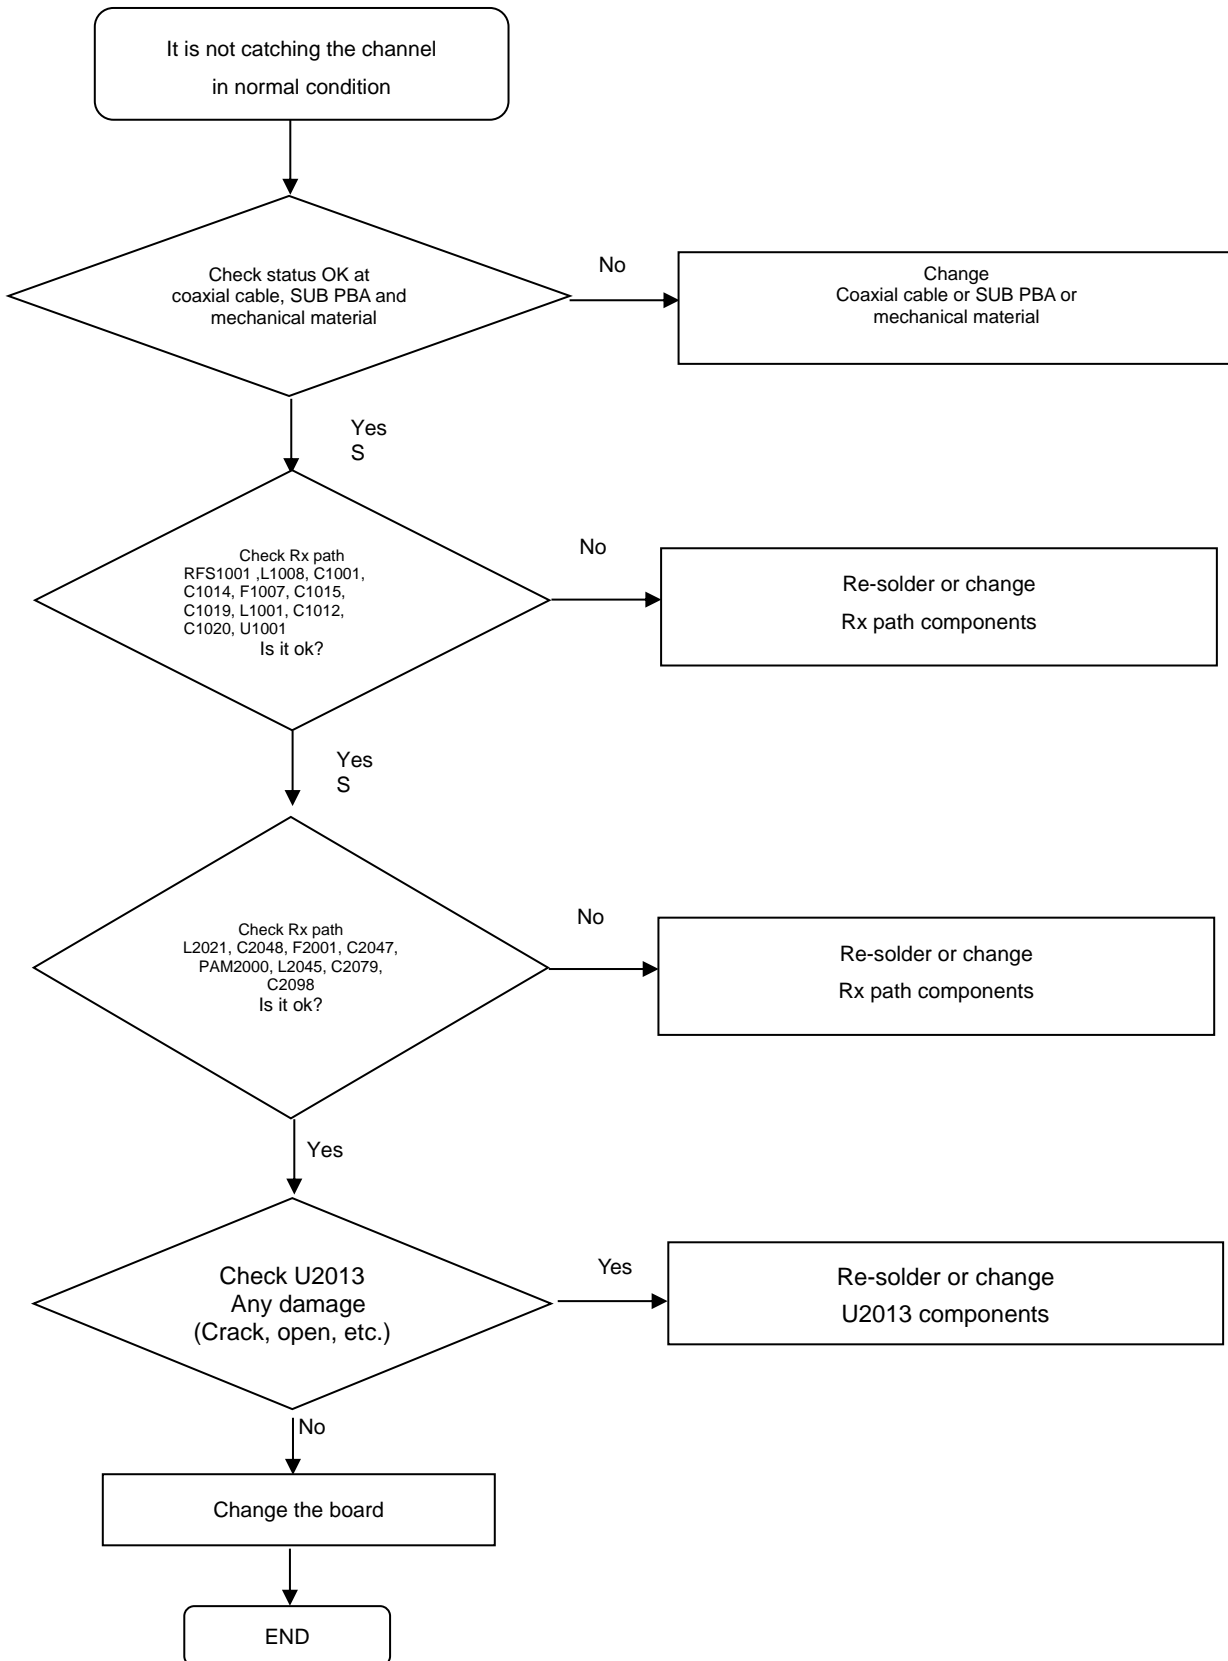 It is not catching the channel
in normal condition
Check status OK at
coaxial cable, SUB PBA and
mechanical material
No
Change
Coaxial cable or SUB PBA or
mechanical material
Yes
S
Check Rx path
RFS1001 ,L1008, C1001,
C1014, F1007, C1015,
C1019, L1001, C1012,
C1020, U1001
Is it ok?
No
Re-solder or change
Rx path components
Yes
S
Check Rx path
L2021, C2048, F2001, C2047,
PAM2000, L2045, C2079,
C2098
Is it ok?
No
Re-solder or change
Rx path components
Yes
Check U2013
Any damage
(Crack, open, etc.)
Yes
Re-solder or change
U2013 components
No
Change the board
END